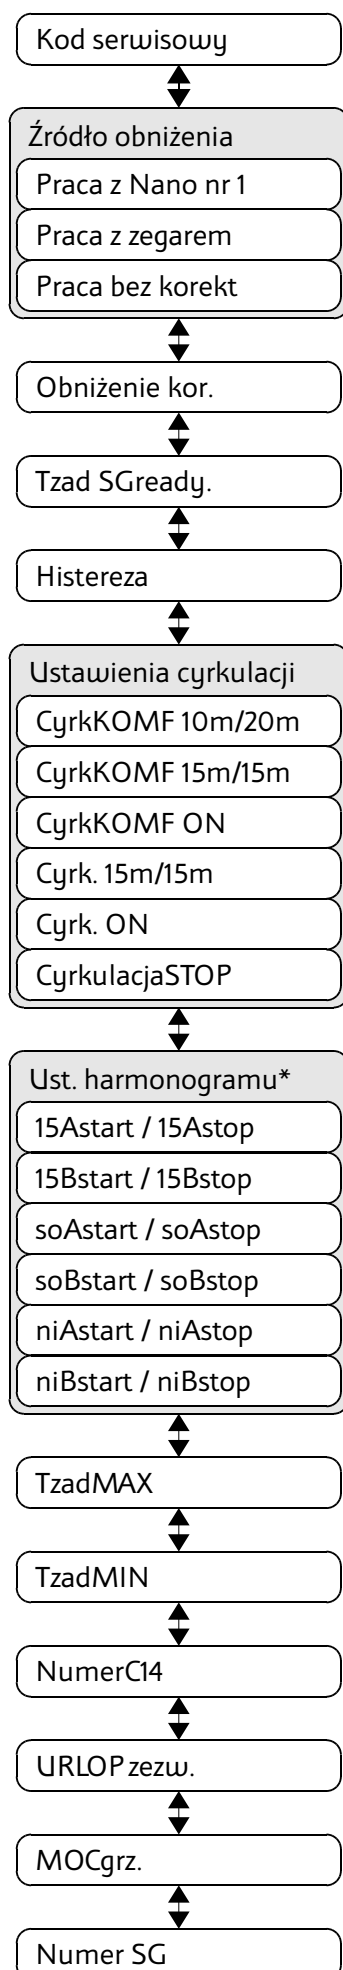 Kod serwisowy
Źródło obniżenia
Praca z Nano nr 1
Praca z zegarem
Praca bez korekt
Obniżenie kor.
Tzad SGready.
Histereza
Ustawienia cyrkulacji
CyrkKOMF 10m/20m
CyrkKOMF 15m/15m
CyrkKOMF ON
Cyrk. 15m/15m
Cyrk. ON
CyrkulacjaSTOP
Ust. harmonogramu*
15Astart / 15Astop
15Bstart / 15Bstop
soAstart / soAstop
soBstart / soBstop
niAstart / niAstop
niBstart / niBstop
TzadMAX
TzadMIN
NumerC14
URLOP zezw.
MOCgrz.
Numer SG